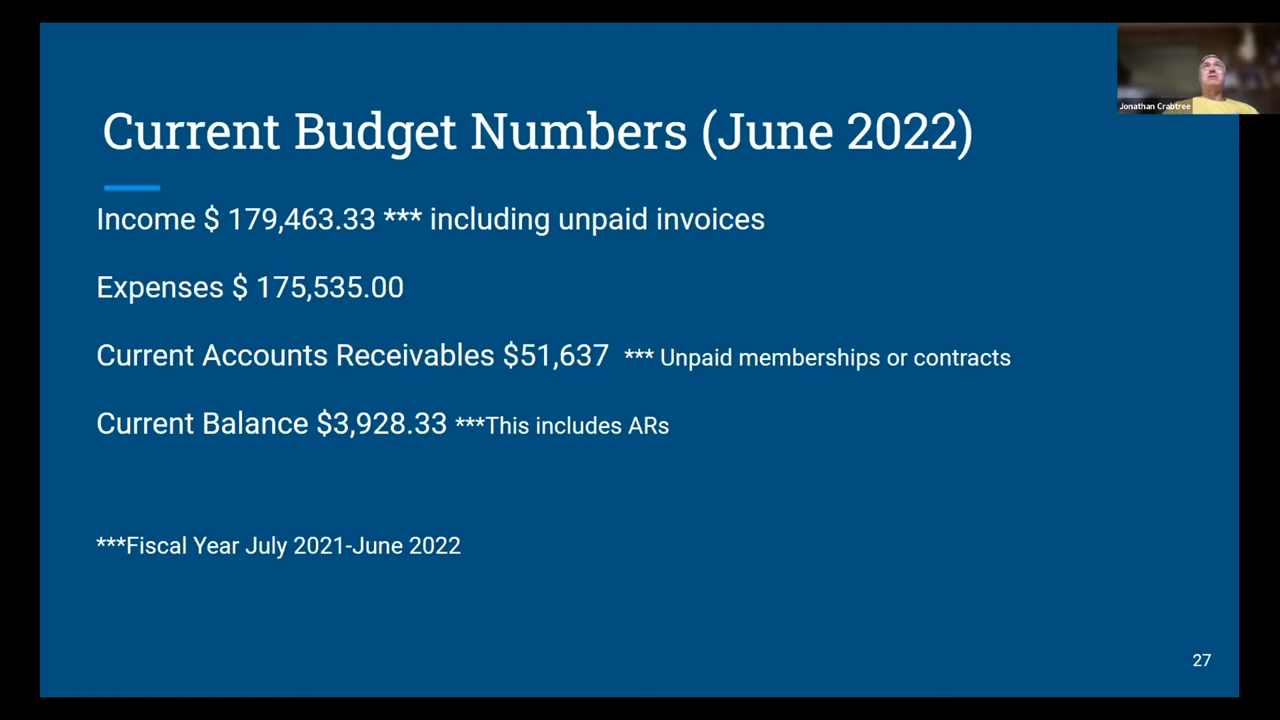 Jonathan Crabtree
Current Budget Numbers (June 2022)
Income $ 179,463.33 *** including unpaid invoices
Expenses $ 175,535.00
Current Accounts Receivables $51,637 *** Unpaid memberships or contracts
Current Balance $3,928.33 ***This includes ARs
***Fiscal Year July 2021-June 2022
27